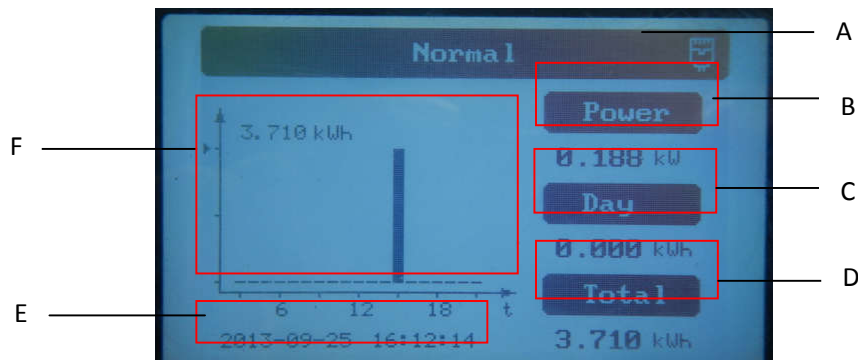 Normal
A
Power
B
3.710 kWh
F
0.188 kW
Day
C
0.000 kWh
D
Total
6 12 18 t
E
2013-09-25 16:12:14
3.710 kWh